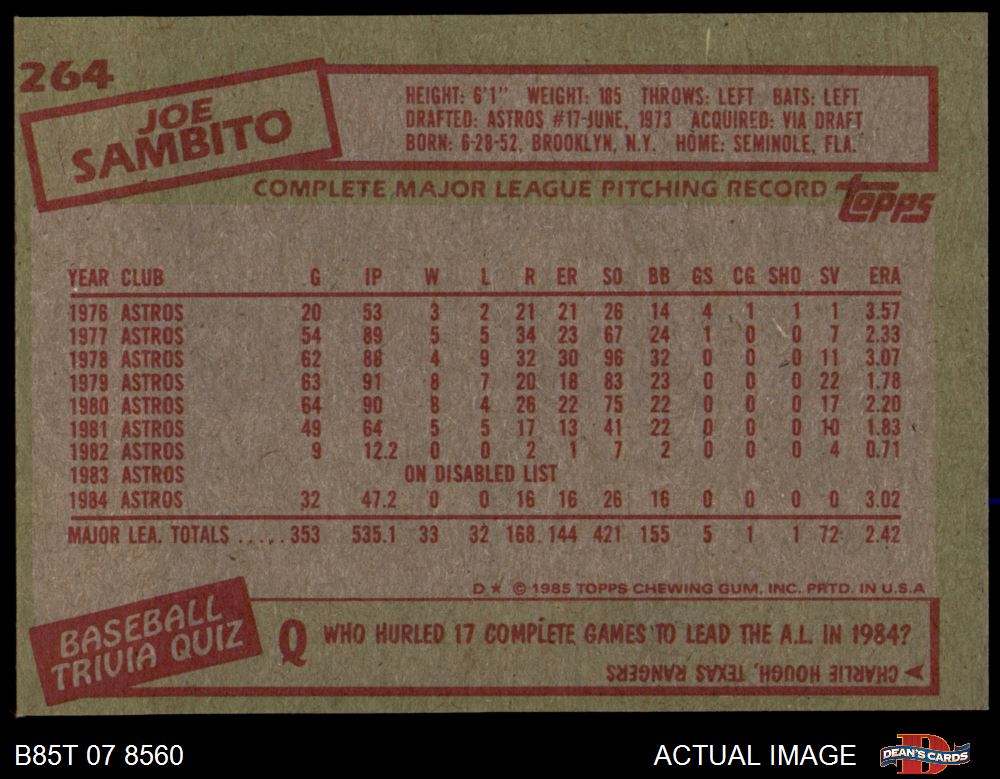 264
JOE
SAMBITO
HEIGHT: 6'1" WEIGHT: 185 THROWS: LEFT BATS: LEFT
DRAFTED: ASTROS #17-JUNE, 1973 ACQUIRED: VIA DRAFT
BORN: 6-28-52, BROOKLYN, N.Y. HOME: SEMINOLE, FLA.
COMPLETE MAJOR LEAGUE PITCHING RECORD
topps
YEAR CLUB G IP W L R ER SO BB GS CG SHO SV ERA
1976 ASTROS 20 53 3 2 21 21 26 14 4 1 1 1 3.57
1977 ASTROS 54 89 5 5 34 23 67 24 1 0 0 7 2.33
1978 ASTROS 62 88 4 9 32 30 96 32 0 0 0 11 3.07
1979 ASTROS 63 91 8 7 20 18 83 23 0 0 0 22 1.78
1980 ASTROS 64 90 8 4 26 22 75 22 0 0 0 17 2.20
1981 ASTROS 49 64 5 5 17 13 41 22 0 0 0 10 1.83
1982 ASTROS 9 12.2 0 0 2 1 7 2 0 0 0 4 0.71
1983 ASTROS ON DISABLED LIST
1984 ASTROS 32 47.2 0 0 16 16 26 16 0 0 0 0 3.02
MAJOR LEA. TOTALS ..... 353 535.1 33 32 168 144 421 155 5 1 1 72 2.42
D★ © 1985 TOPPS CHEWING GUM, INC. PRTD. IN U.S.A
BASEBALL
TRIVIA QUIZ
Q WHO HURLED 17 COMPLETE GAMES TO LEAD THE A.L. IN 1984?
CHARLIE HOUGH, TEXAS RANGERS
B85T 07 8560
ACTUAL IMAGE
D
DEAN'S CARDS